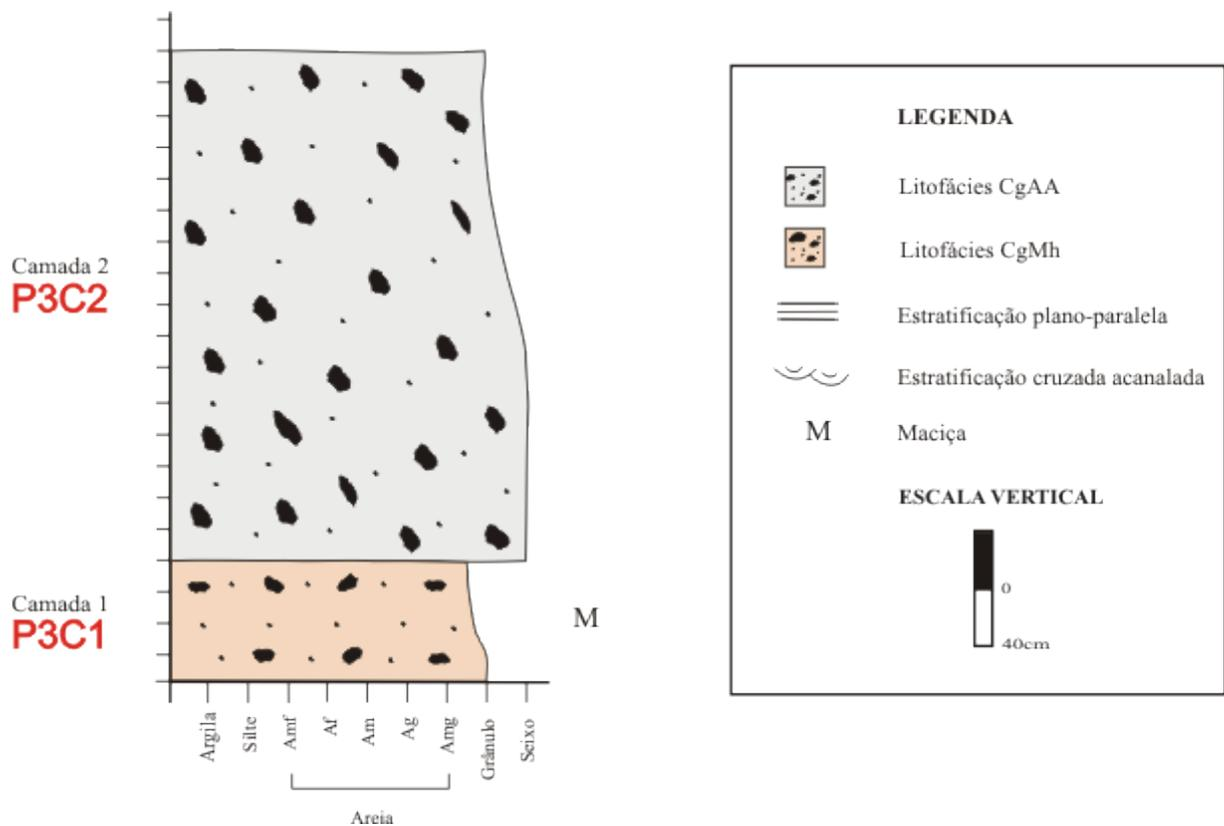 Camada 2
P3C2
Camada 1
P3C1
M
Argila
Silte
Amf
Af
Am
Ag
Amg
Grânulo
Seixo
Areia
LEGENDA
Litofácies CgAA
Litofácies CgMh
Estratificação plano-paralela
Estratificação cruzada acanalada
M Maciça
ESCALA VERTICAL
0
40cm